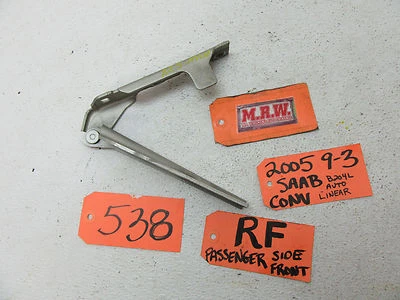 M.R.W.
2005 9-3
SAAB B204L
AUTO
CONV LINEAR
538
RF
PASSENGER SIDE
FRONT